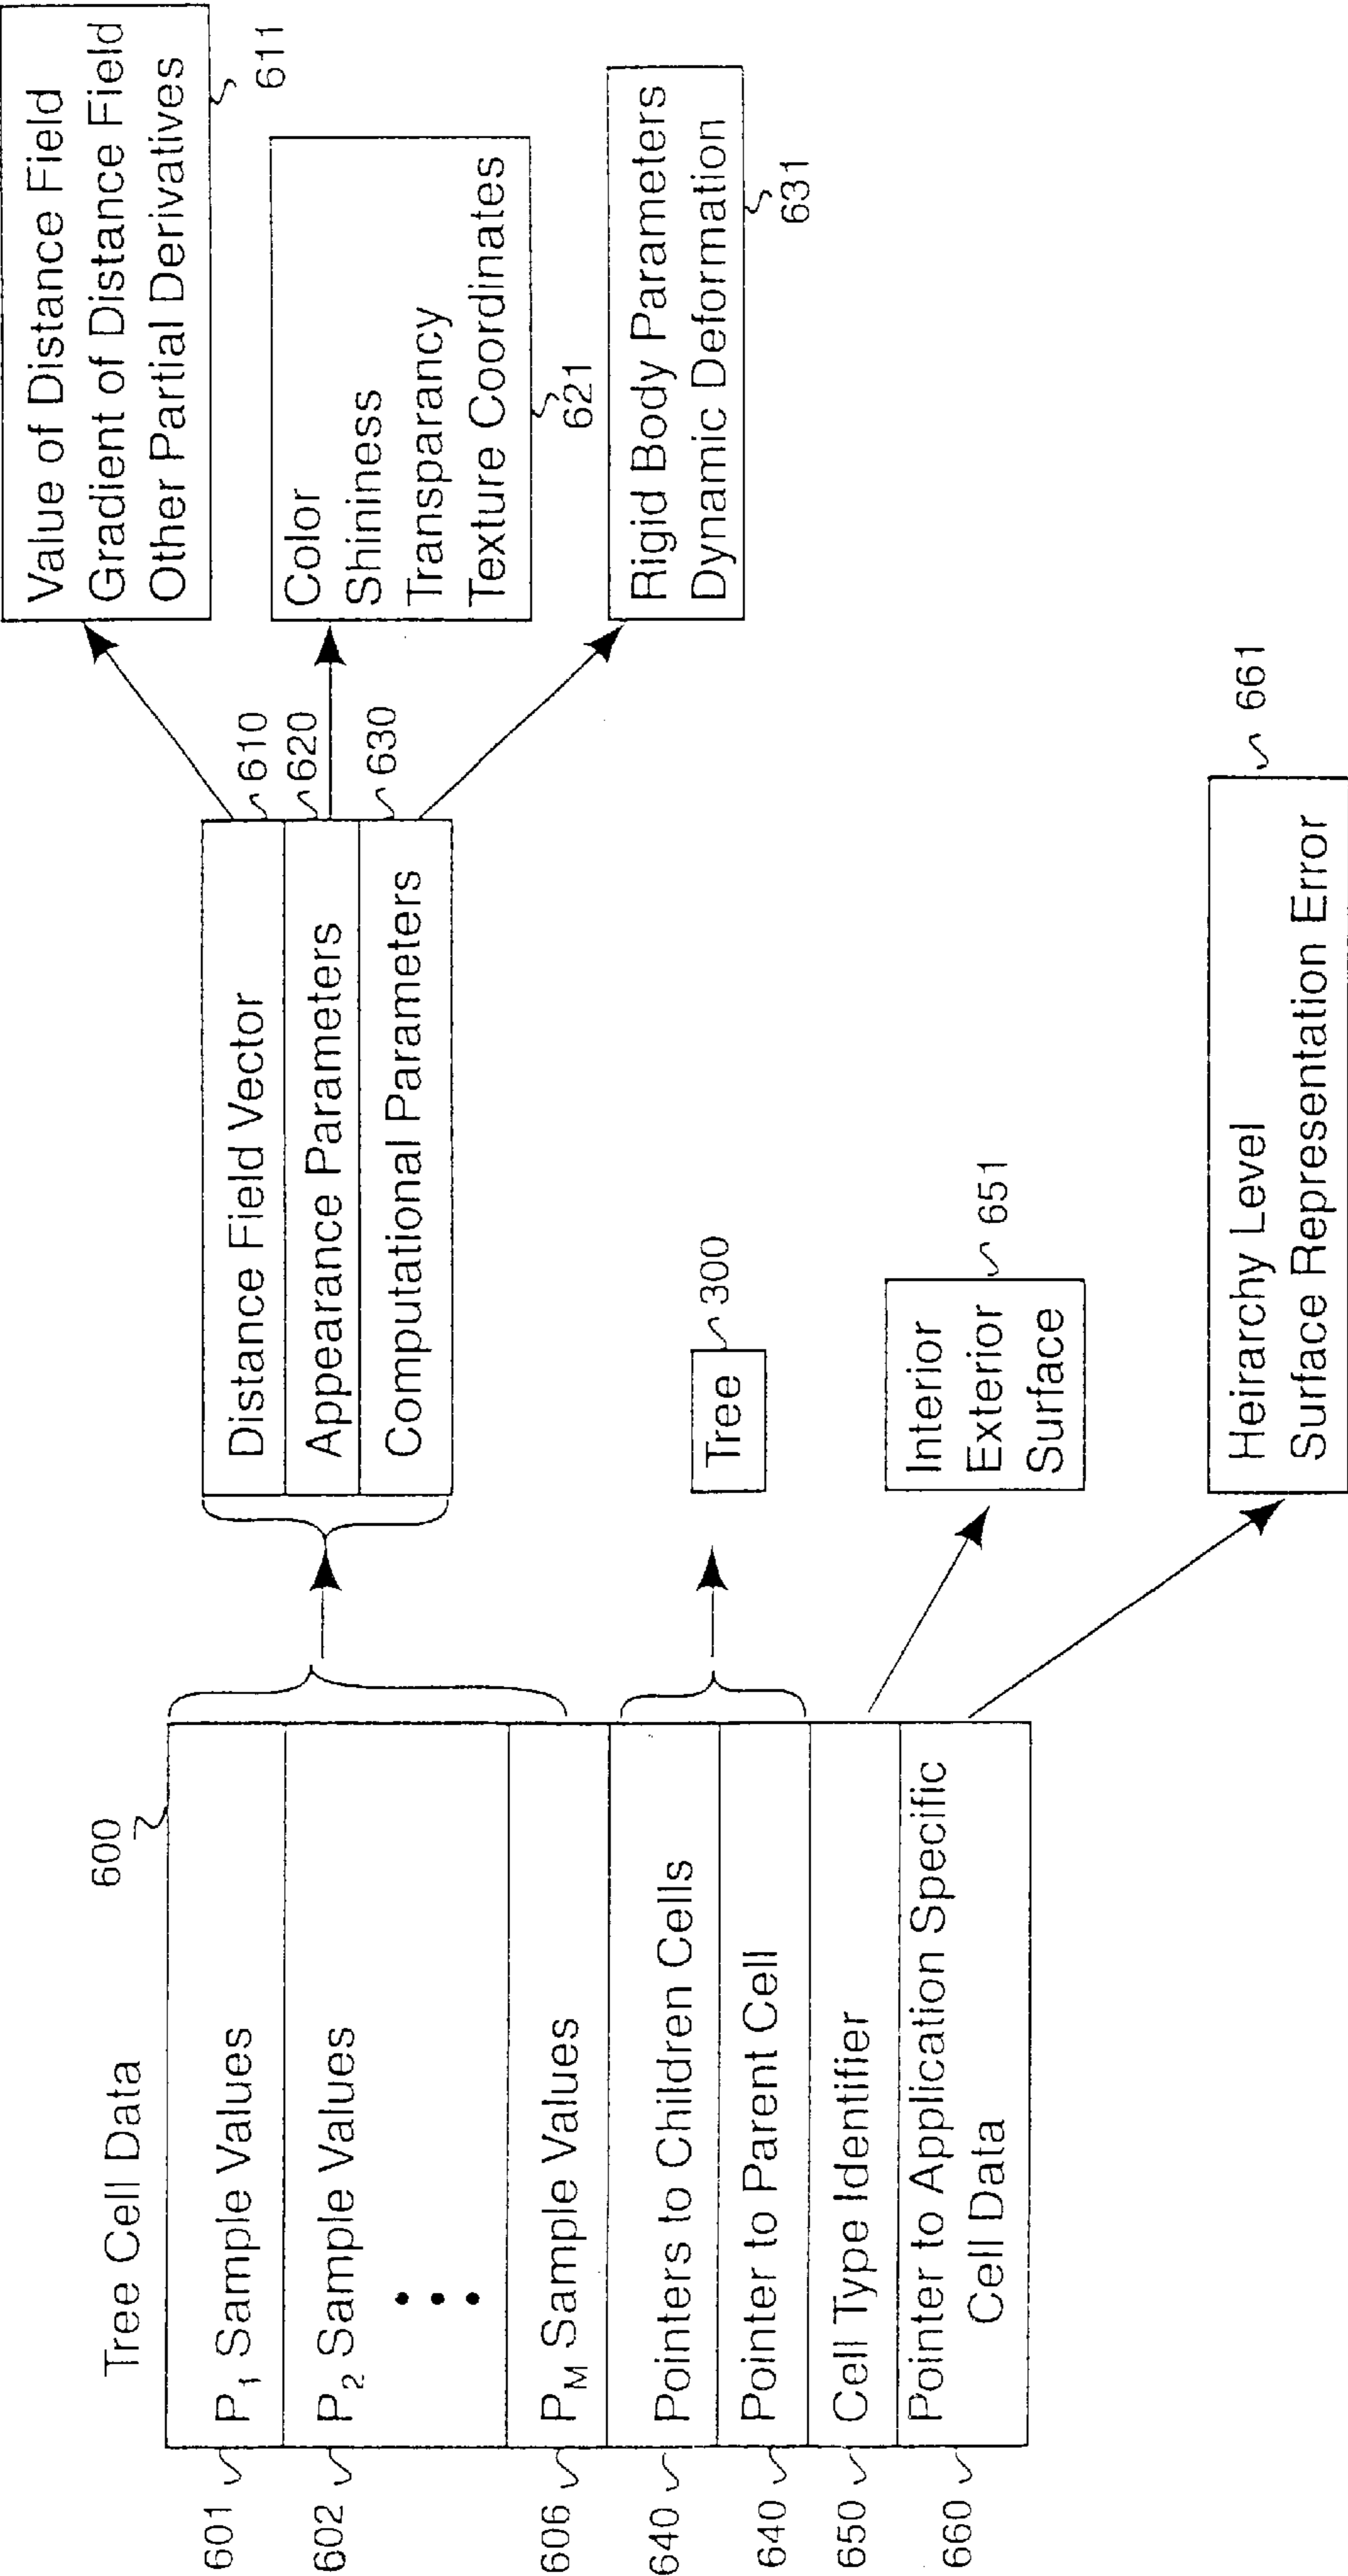 Tree Cell Data
600
601
P1 Sample Values
602
P2 Sample Values
606
PM Sample Values
640
Pointers to Children Cells
640
Pointer to Parent Cell
650
Cell Type Identifier
660
Pointer to Application Specific
Cell Data
Distance Field Vector
610
Appearance Parameters
620
Computational Parameters
630
Tree
300
Interior
Exterior
Surface
651
Heirarchy Level
Surface Representation Error
661
Value of Distance Field
Gradient of Distance Field
Other Partial Derivatives
611
Color
Shininess
Transparancy
Texture Coordinates
621
Rigid Body Parameters
Dynamic Deformation
631